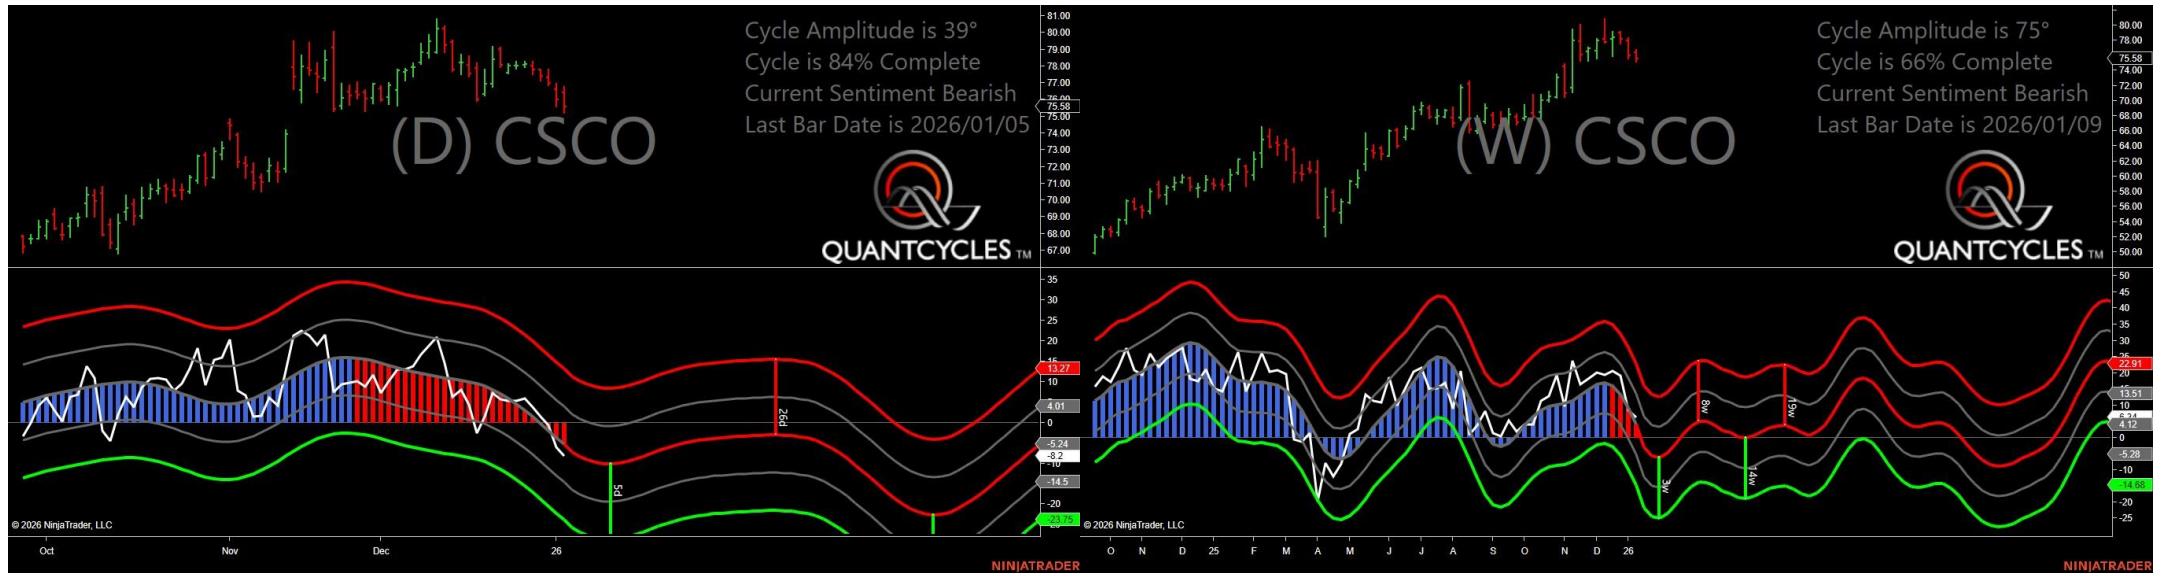 Cycle Amplitude is 39°
Cycle is 84% Complete
Current Sentiment Bearish
Last Bar Date is 2026/01/05
(D) CSCO
QUANTCYCLES TM
81.00
80.00
79.00
78.00
77.00
76.00
75.58
75.00
74.00
73.00
72.00
71.00
70.00
69.00
68.00
67.00
35
30
25
20
15
13.27
10
4.01
0
-5.24
-8.2
-10
-14.5
-20
-23.75
26d
5d
© 2026 NinjaTrader, LLC
Oct Nov Dec 26
NINJATRADER
Cycle Amplitude is 75°
Cycle is 66% Complete
Current Sentiment Bearish
Last Bar Date is 2026/01/09
(W) CSCO
QUANTCYCLES TM
80.00
78.00
75.58
74.00
72.00
70.00
68.00
66.00
64.00
62.00
60.00
58.00
56.00
54.00
52.00
50.00
50
45
40
35
30
25
22.91
20
13.51
10
6.34
4.12
0
-5.28
-10
-14.68
-20
-25
8w
19w
3w
14w
© 2026 NinjaTrader, LLC
O N D 25 F M A M J J A S O N D 26
NINJATRADER